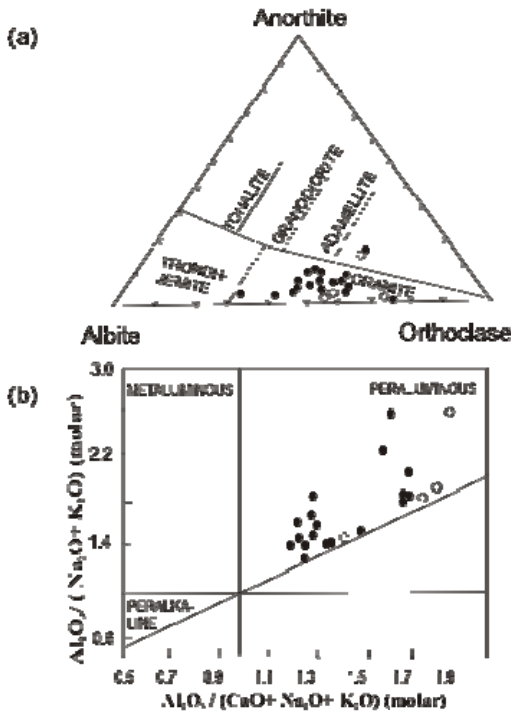 (a)
Anorthite
TONALITE
GRANODIORITE
ADAMELLITE
TRONDH-
JEMITE
GRANITE
Albite
Orthoclase
(b)
3.0
METALUMINOUS
PERALUMINOUS
2.2
1.4
PERALKA-
LINE
0.6
0.5 0.7 0.9 1.1 1.3 1.5 1.7 1.9
Al₂O₃ / ( Na₂O+ K₂O) (molar)
Al₂O₃ / (CaO+ Na₂O+ K₂O) (molar)